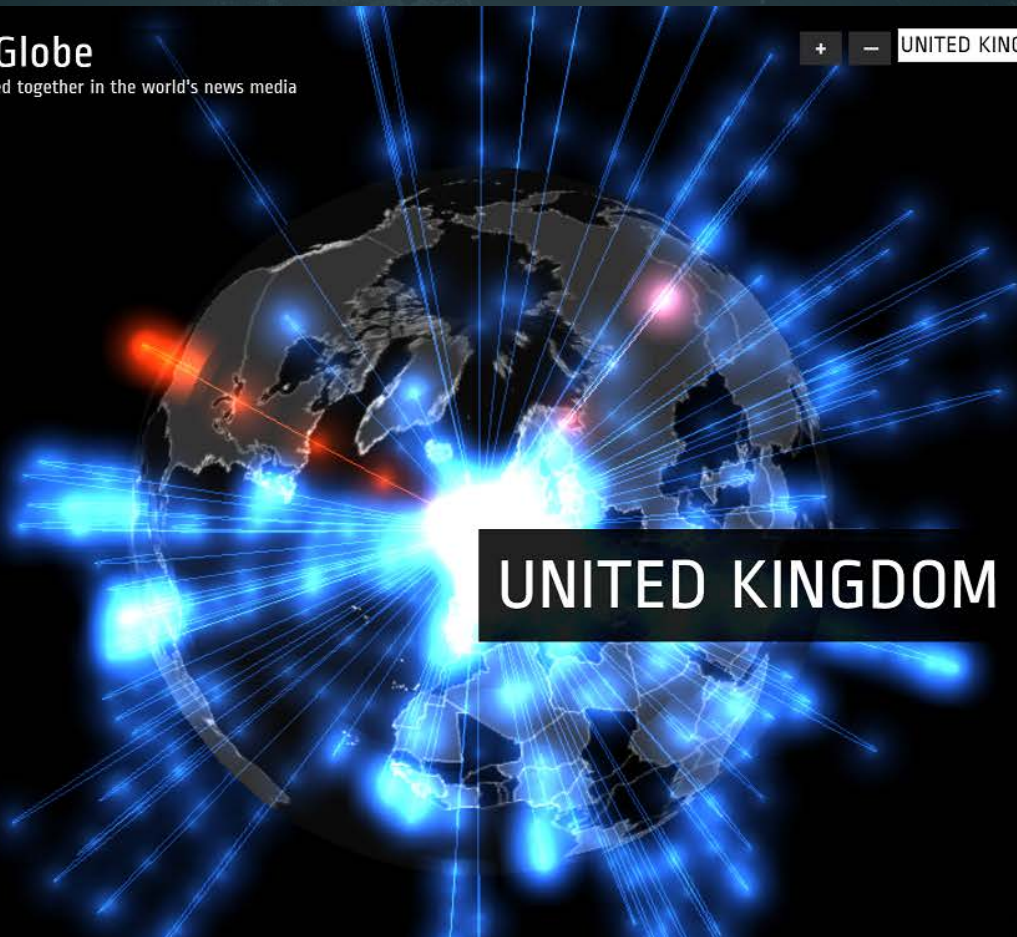 Globe
ed together in the world's news media
+
–
UNITED KING
UNITED KINGDOM